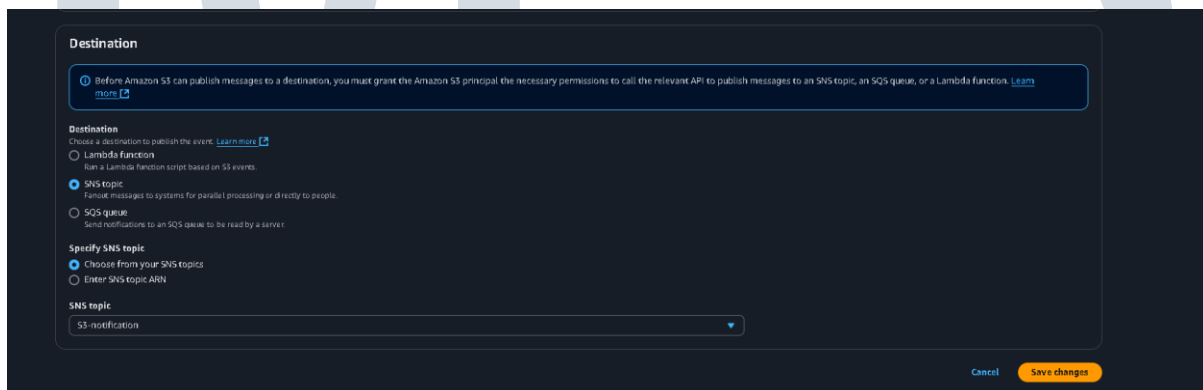 Destination
Before Amazon S3 can publish messages to a destination, you must grant the Amazon S3 principal the necessary permissions to call the relevant API to publish messages to an SNS topic, an SQS queue, or a Lambda function. Learn
more
Destination
Choose a destination to publish the event. Learn more
Lambda function
Run a Lambda function script based on S3 events.
SNS topic
Fanout messages to systems for parallel processing or directly to people.
SQS queue
Send notifications to an SQS queue to be read by a server.
Specify SNS topic
Choose from your SNS topics
Enter SNS topic ARN
SNS topic
S3-notification
Cancel Save changes